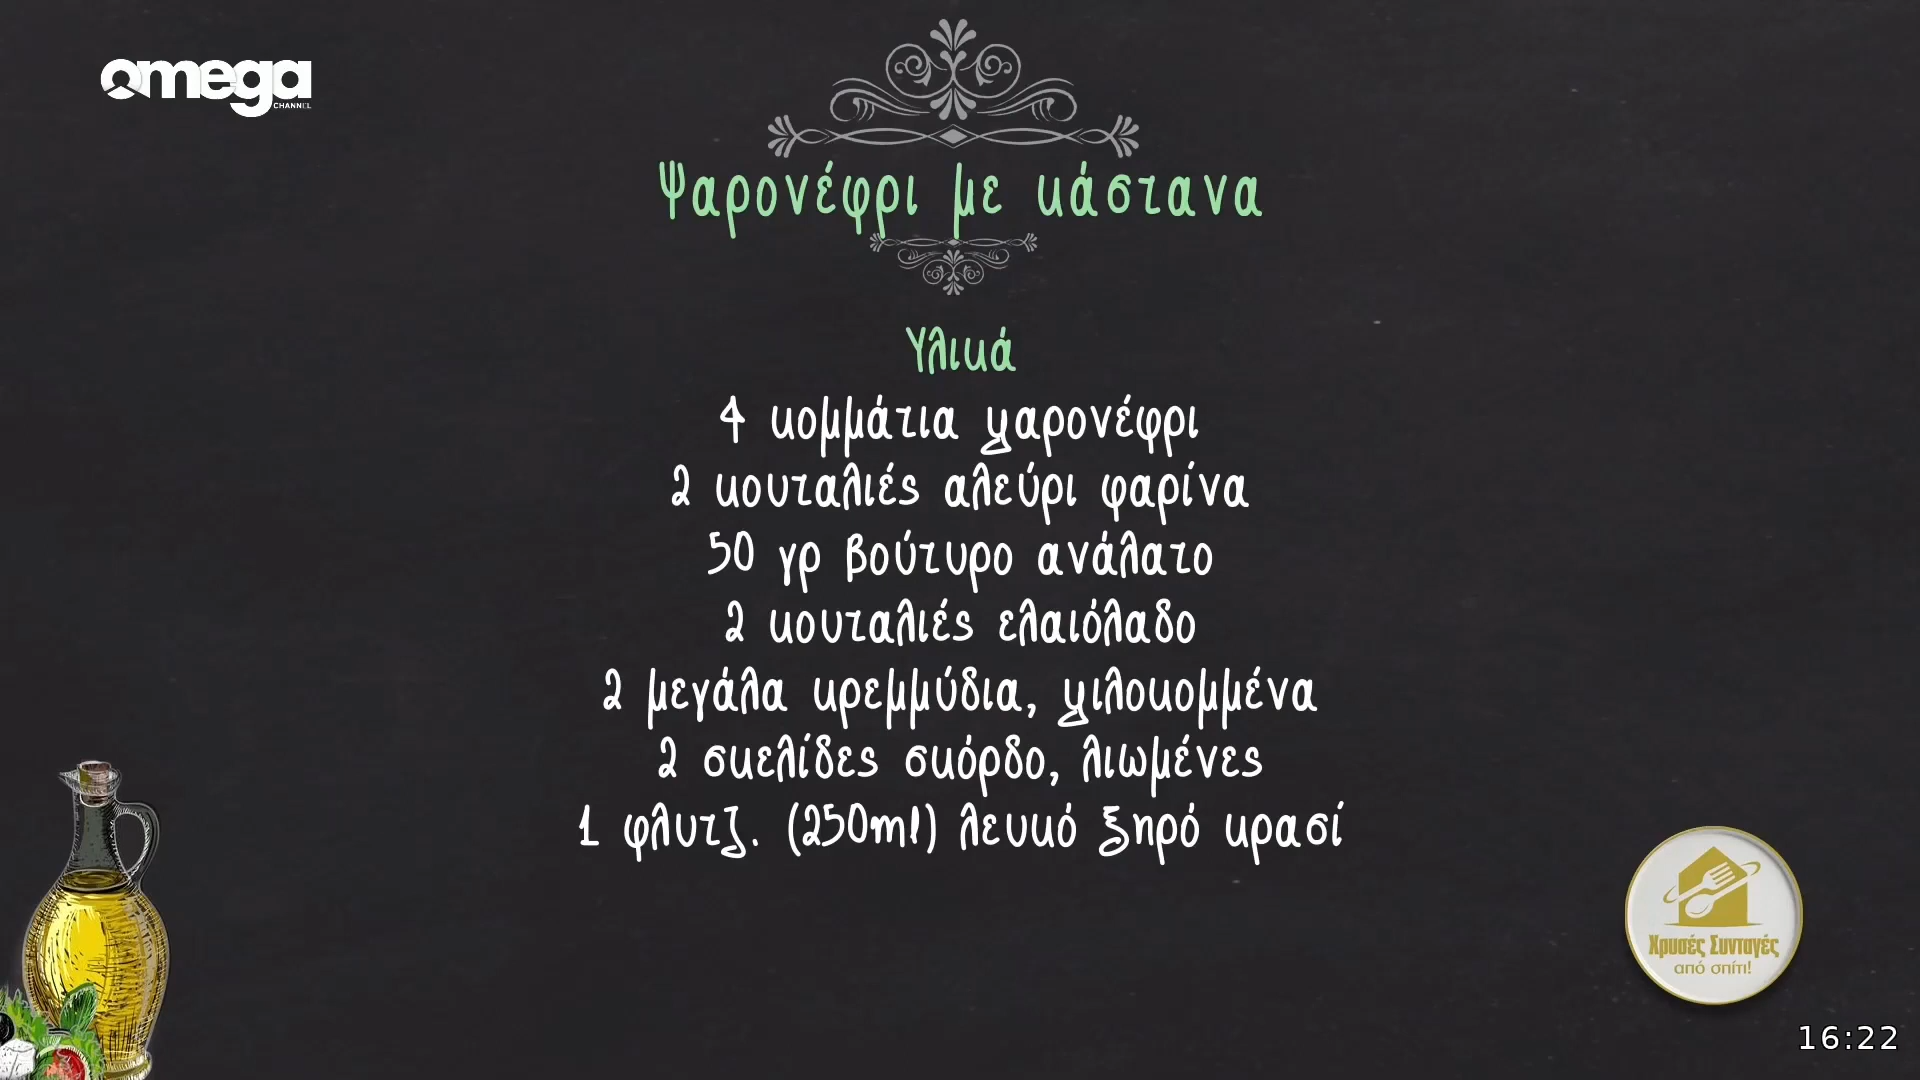 omega
CHANNEL
Ψαρονέφρι με κάστανα
Υλικά
4 κομμάτια ψαρονέφρι
2 κουταλιές αλεύρι φαρίνα
50 γρ βούτυρο ανάλατο
2 κουταλιές ελαιόλαδο
2 μεγάλα κρεμμύδια, ψιλοκομμένα
2 σκελίδες σκόρδο, λιωμένες
1 φλυτζ. (250ml) λευκό ξηρό κρασί
Χρυσές Συνταγές
από σπίτι!
16:22